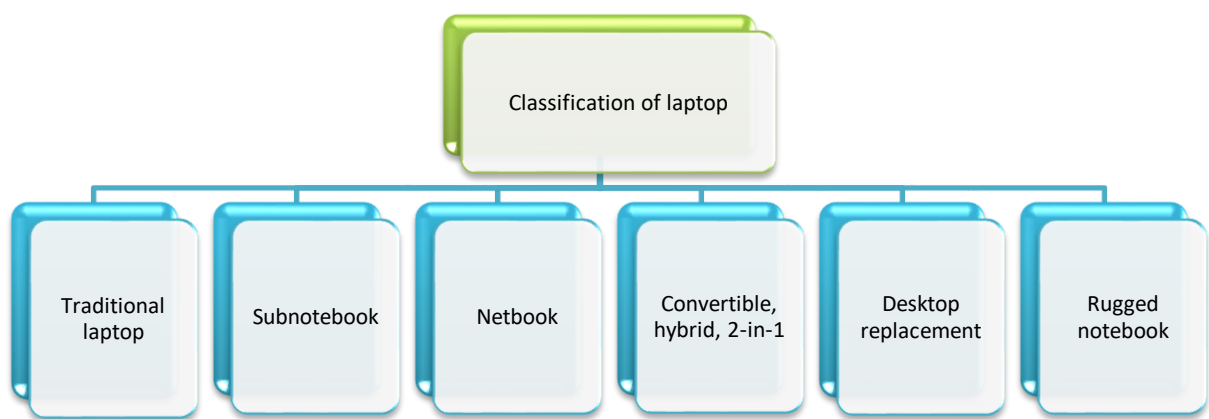 Classification of laptop
Traditional
laptop
Subnotebook
Netbook
Convertible,
hybrid, 2-in-1
Desktop
replacement
Rugged
notebook